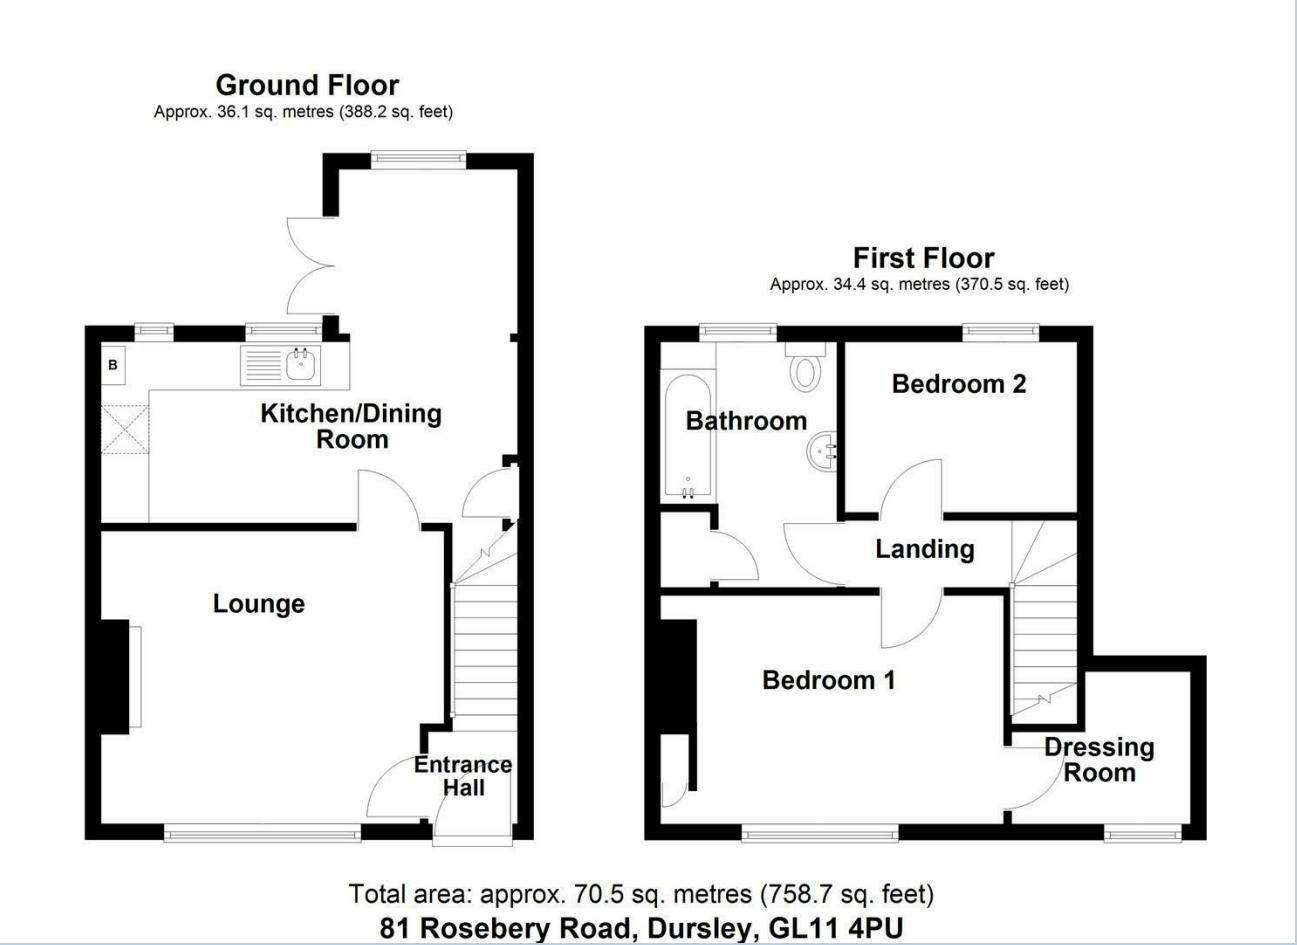 Ground Floor
Approx. 36.1 sq. metres (388.2 sq. feet)
B
Kitchen/Dining
Room
Lounge
Entrance
Hall
First Floor
Approx. 34.4 sq. metres (370.5 sq. feet)
Bedroom 2
Bathroom
Landing
Bedroom 1
Dressing
Room
Total area: approx. 70.5 sq. metres (758.7 sq. feet)
81 Rosebery Road, Dursley, GL11 4PU